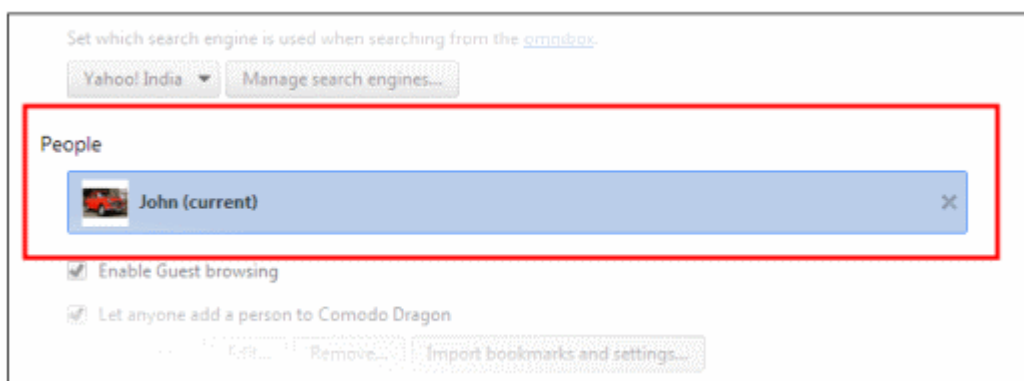 Set which search engine is used when searching from the omnibox.
Yahoo! India Manage search engines...
People
John (current)
Enable Guest browsing
Let anyone add a person to Comodo Dragon
Edit... Remove... Import bookmarks and settings...